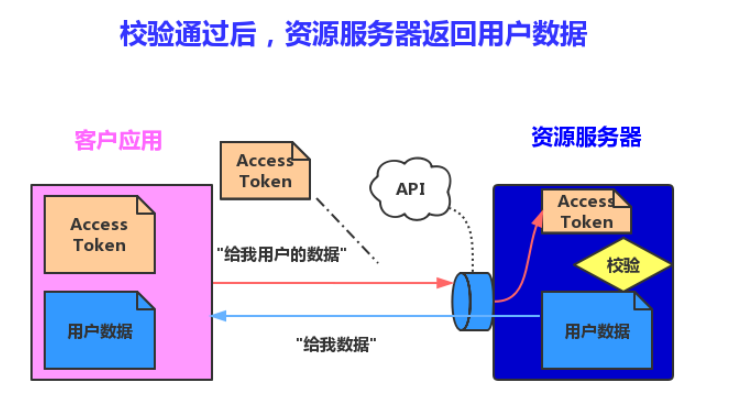 校验通过后，资源服务器返回用户数据
客户应用
资源服务器
Access
Token
API
Access
Token
Access
Token
"给我用户的数据"
校验
用户数据
用户数据
"给我数据"